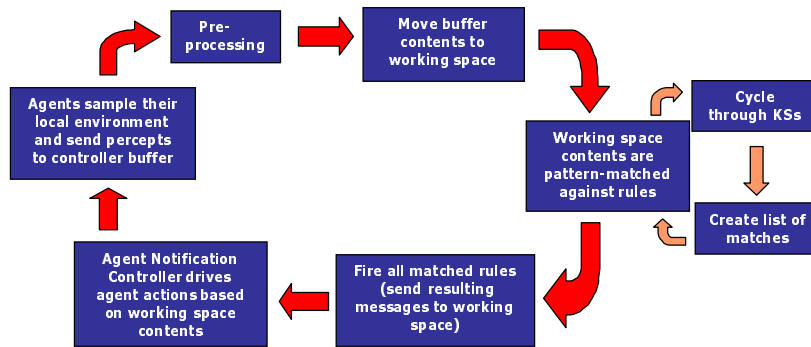 Pre-
processing
Move buffer
contents to
working space
Agents sample their
local environment
and send percepts
to controller buffer
Cycle
through KSs
Working space
contents are
pattern-matched
against rules
Create list of
matches
Agent Notification
Controller drives
agent actions based
on working space
contents
Fire all matched rules
(send resulting
messages to working
space)